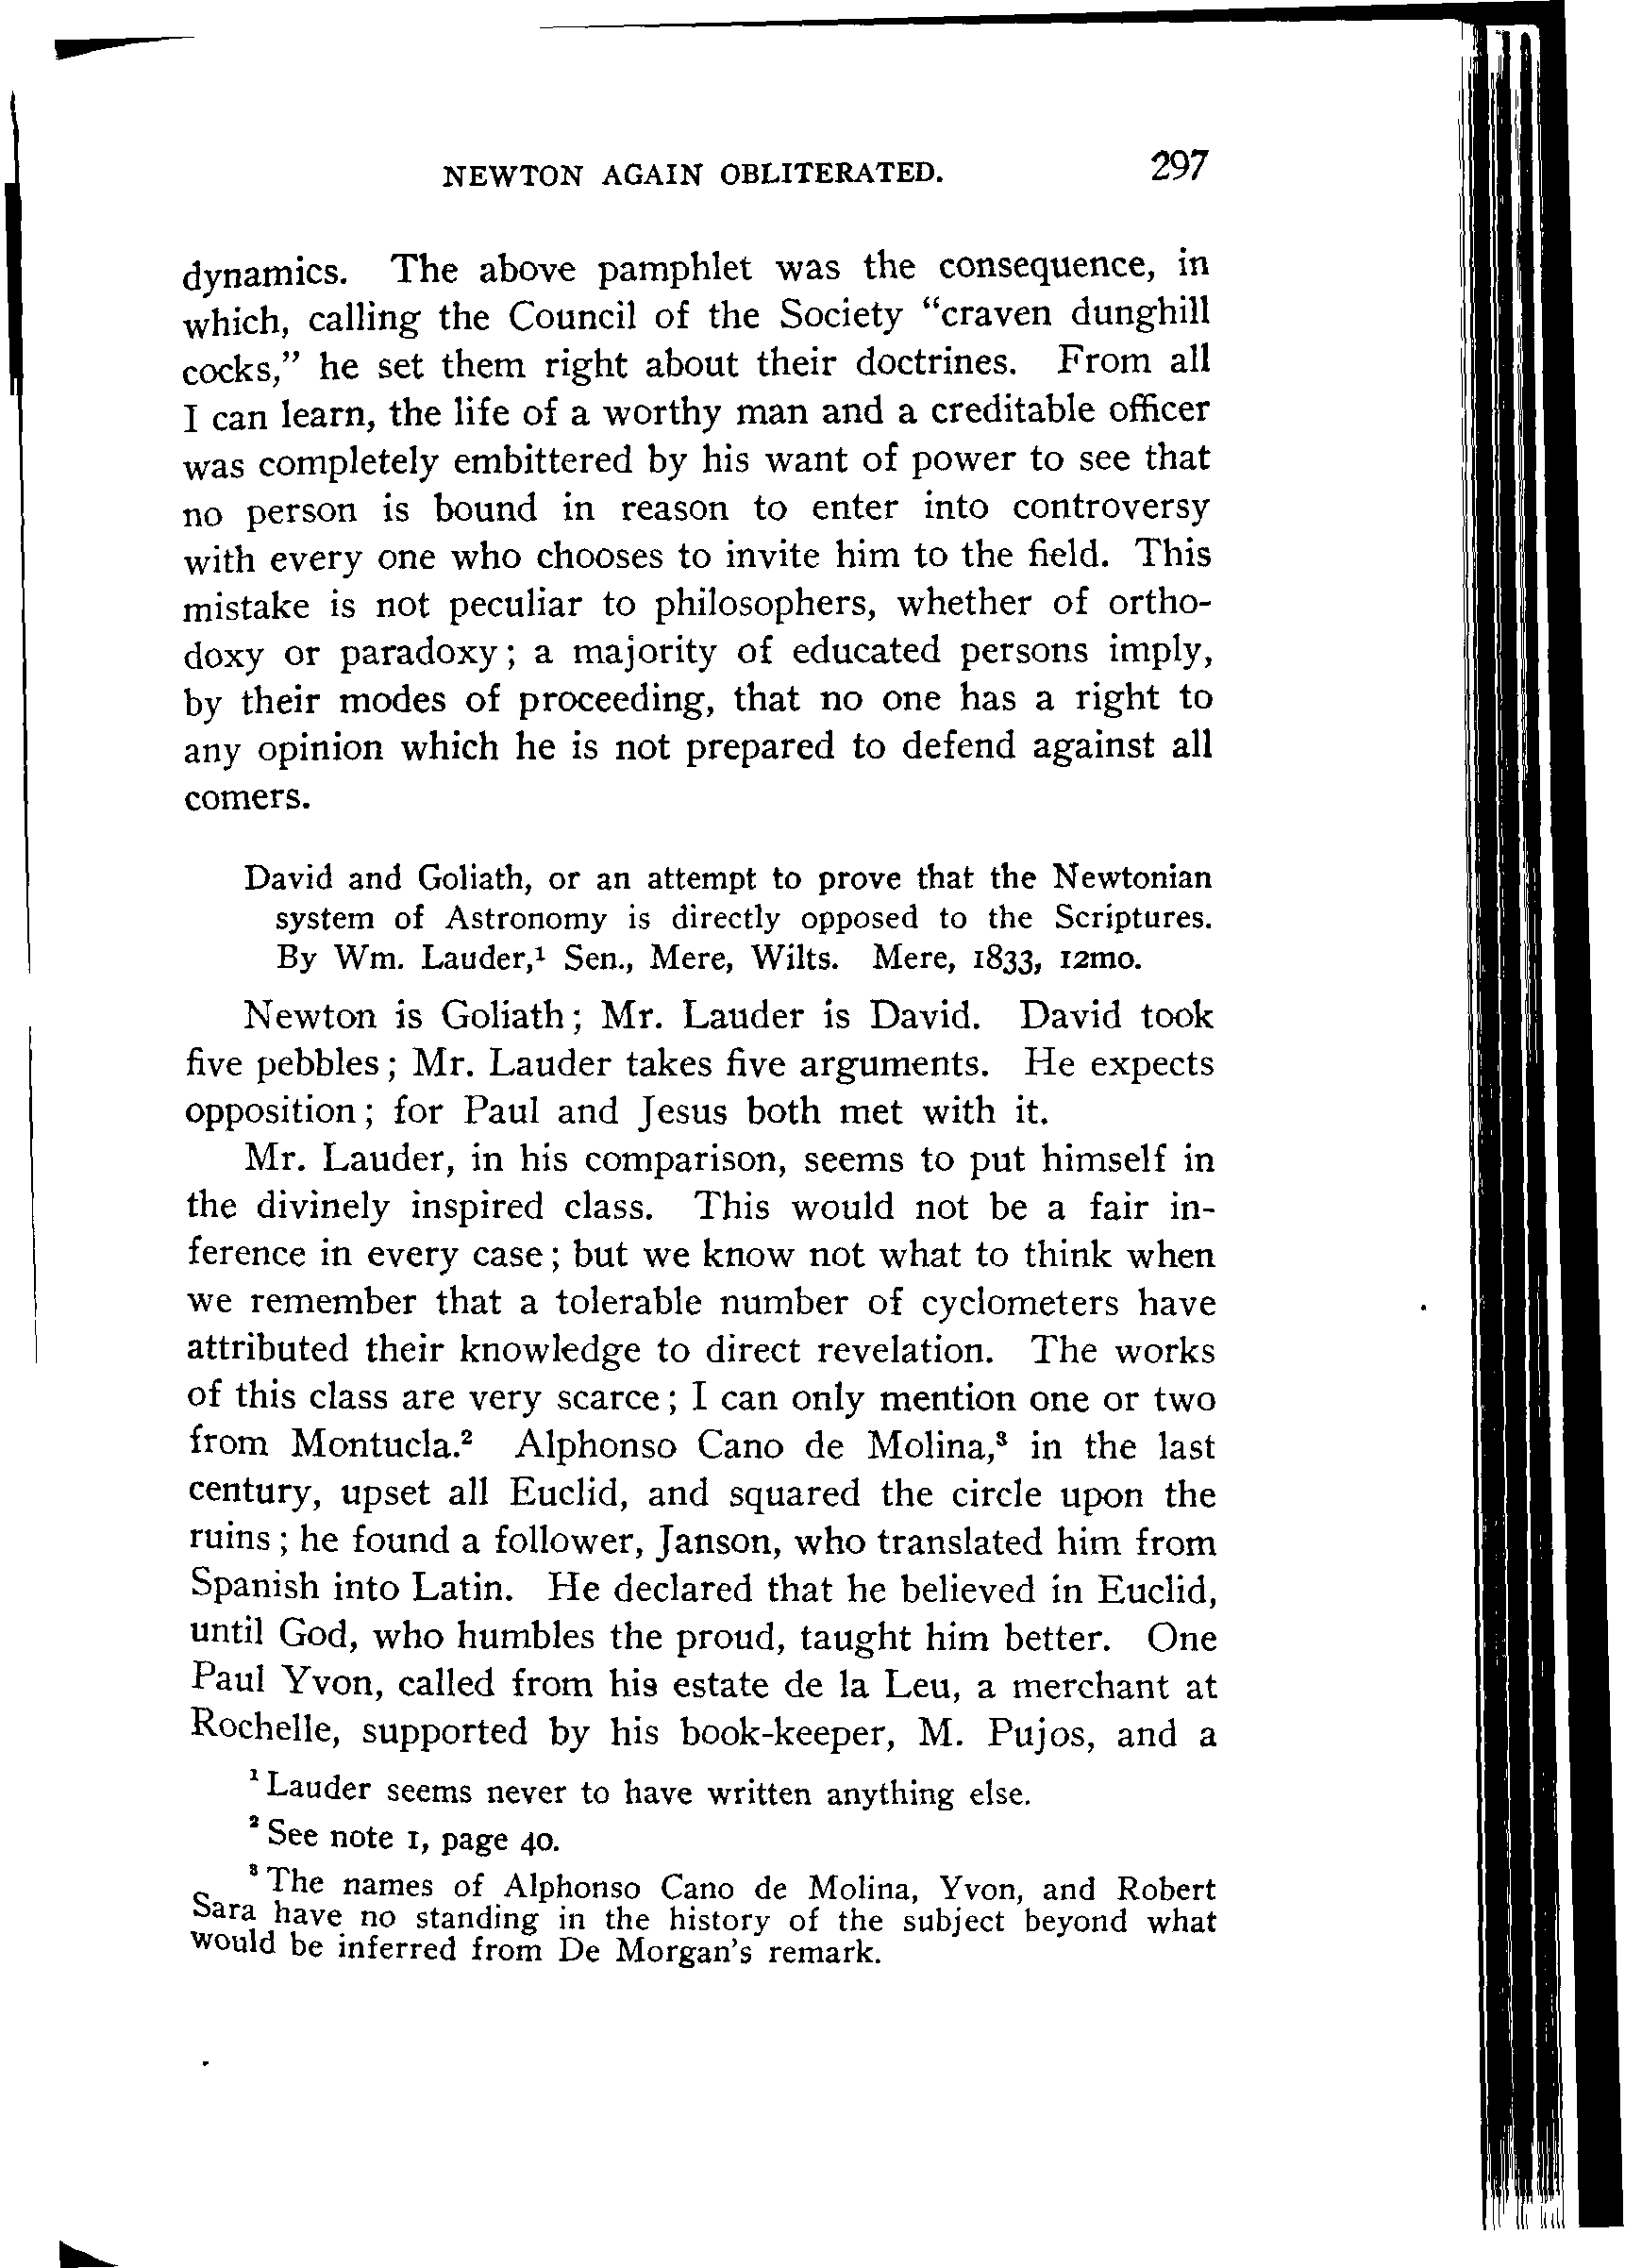 NEWTON AGAIN OBLITERATED. 297
dynamics. The above pamphlet was the consequence, in
which, calling the Council of the Society “craven dunghill
cocks,” he set them right about their doctrines. From all
I can learn, the life of a worthy man and a creditable officer
was completely embittered by his want of power to see that
no person is bound in reason to enter into controversy
with every one who chooses to invite him to the field. This
mistake is not peculiar to philosophers, whether of ortho-
doxy or paradoxy; a majority of educated persons imply,
by their modes of proceeding, that no one has a right to
any opinion which he is not prepared to defend against all
comers.
David and Goliath, or an attempt to prove that the Newtonian
system of Astronomy is directly opposed to the Scriptures.
By Wm. Lauder,¹ Sen., Mere, Wilts. Mere, 1833, 12mo.
Newton is Goliath; Mr. Lauder is David. David took
five pebbles; Mr. Lauder takes five arguments. He expects
opposition; for Paul and Jesus both met with it.
Mr. Lauder, in his comparison, seems to put himself in
the divinely inspired class. This would not be a fair in-
ference in every case; but we know not what to think when
we remember that a tolerable number of cyclometers have
attributed their knowledge to direct revelation. The works
of this class are very scarce; I can only mention one or two
from Montucla.² Alphonso Cano de Molina,³ in the last
century, upset all Euclid, and squared the circle upon the
ruins; he found a follower, Janson, who translated him from
Spanish into Latin. He declared that he believed in Euclid,
until God, who humbles the proud, taught him better. One
Paul Yvon, called from his estate de la Leu, a merchant at
Rochelle, supported by his book-keeper, M. Pujos, and a
¹ Lauder seems never to have written anything else.
² See note 1, page 40.
³ The names of Alphonso Cano de Molina, Yvon, and Robert
Sara have no standing in the history of the subject beyond what
would be inferred from De Morgan's remark.